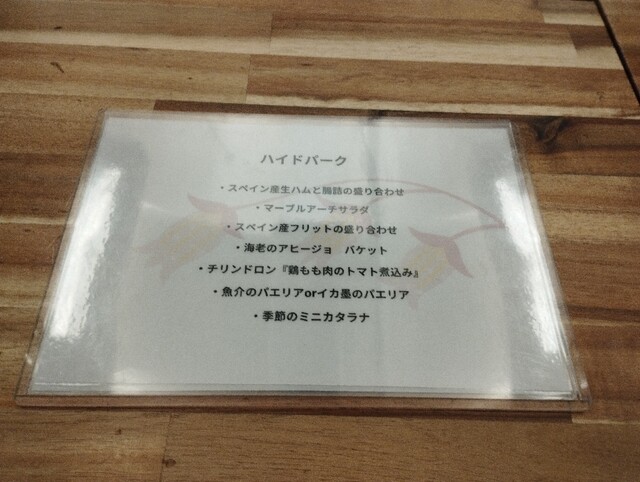 ハイドパーク
・スペイン産生ハムと腸詰の盛り合わせ
・マーブルアーチサラダ
・スペイン産フリットの盛り合わせ
・海老のアヒージョ　バケット
・チリンドロン『鶏もも肉のトマト煮込み』
・魚介のパエリアorイカ墨のパエリア
・季節のミニカタラナ